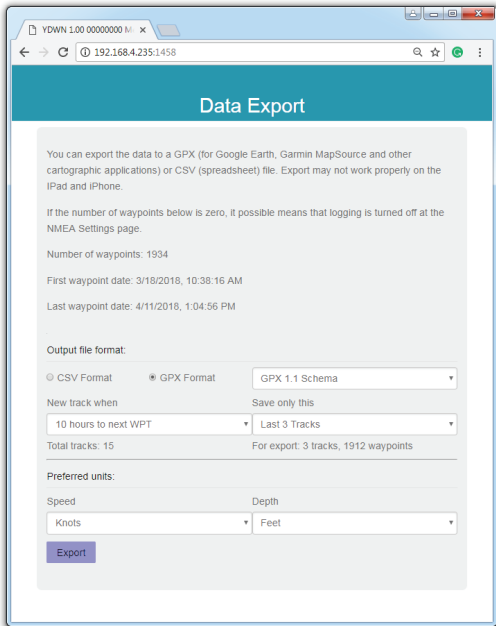 YDWN 1.00 00000000 M
192.168.4.235:1458
Data Export
You can export the data to a GPX (for Google Earth, Garmin MapSource and other
cartographic applications) or CSV (spreadsheet) file. Export may not work properly on the
IPad and iPhone.
If the number of waypoints below is zero, it possible means that logging is turned off at the
NMEA Settings page.
Number of waypoints: 1934
First waypoint date: 3/18/2018, 10:38:16 AM
Last waypoint date: 4/11/2018, 1:04:56 PM
Output file format:
CSV Format GPX Format GPX 1.1 Schema
New track when Save only this
10 hours to next WPT Last 3 Tracks
Total tracks: 15 For export: 3 tracks, 1912 waypoints
Preferred units:
Speed Depth
Knots Feet
Export